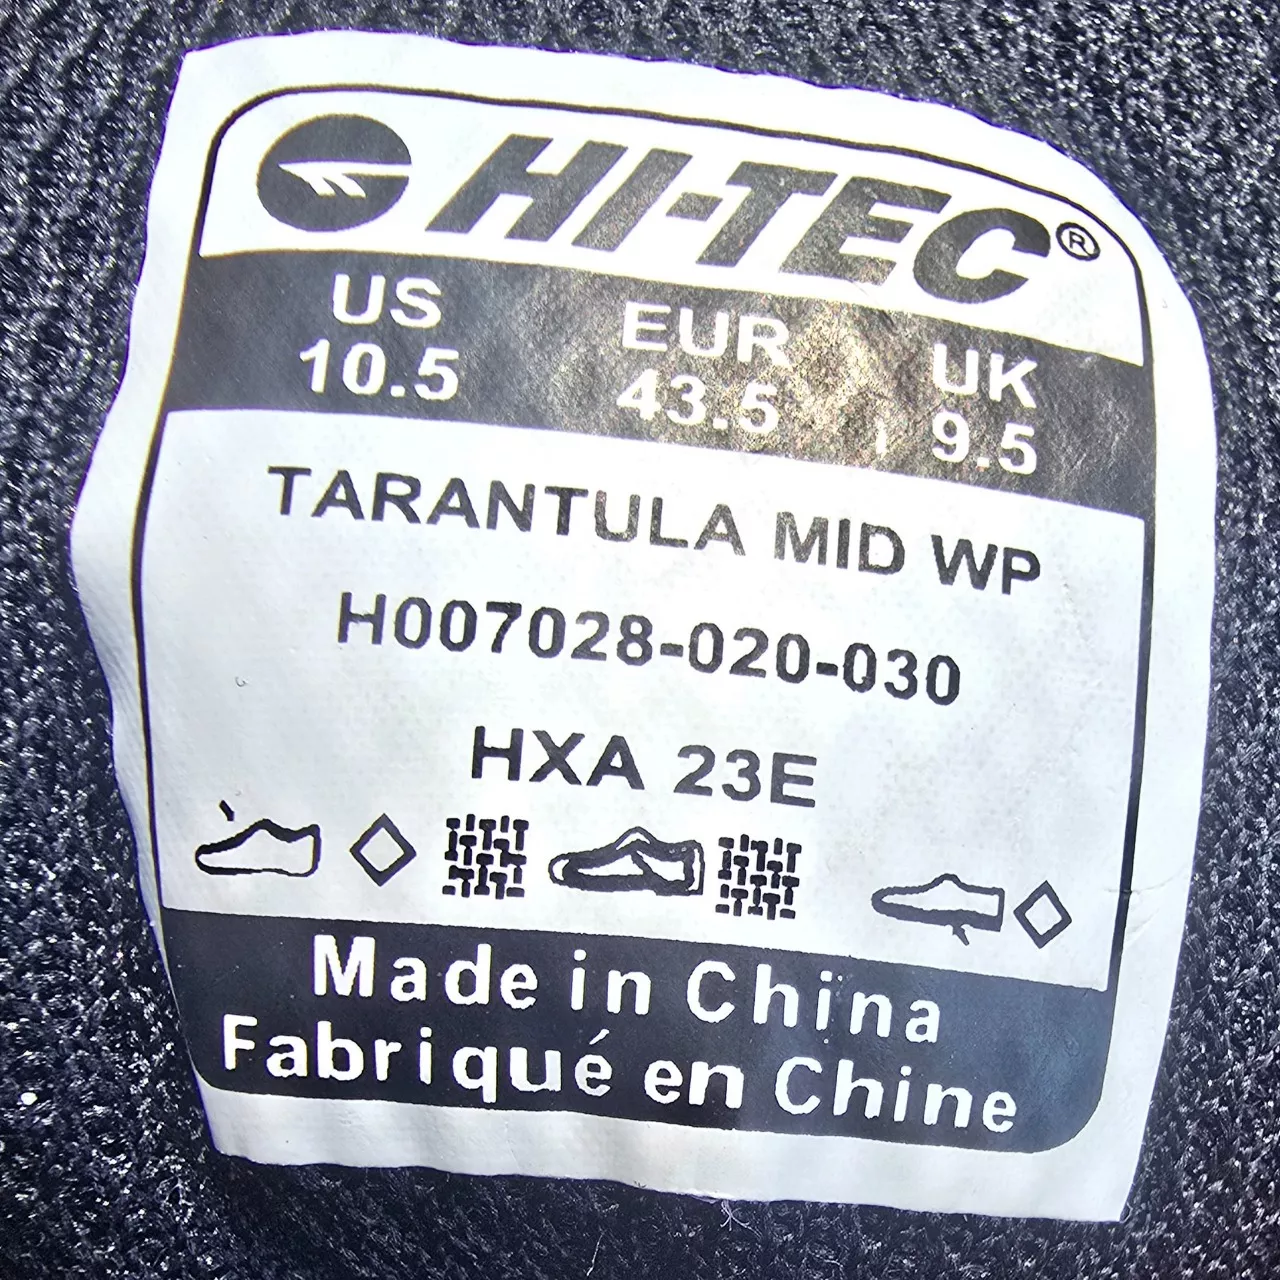 HI-TEC®
US EUR UK
10.5 43.5 9.5
TARANTULA MID WP
H007028-020-030
HXA 23E
Made in China
Fabriqué en Chine